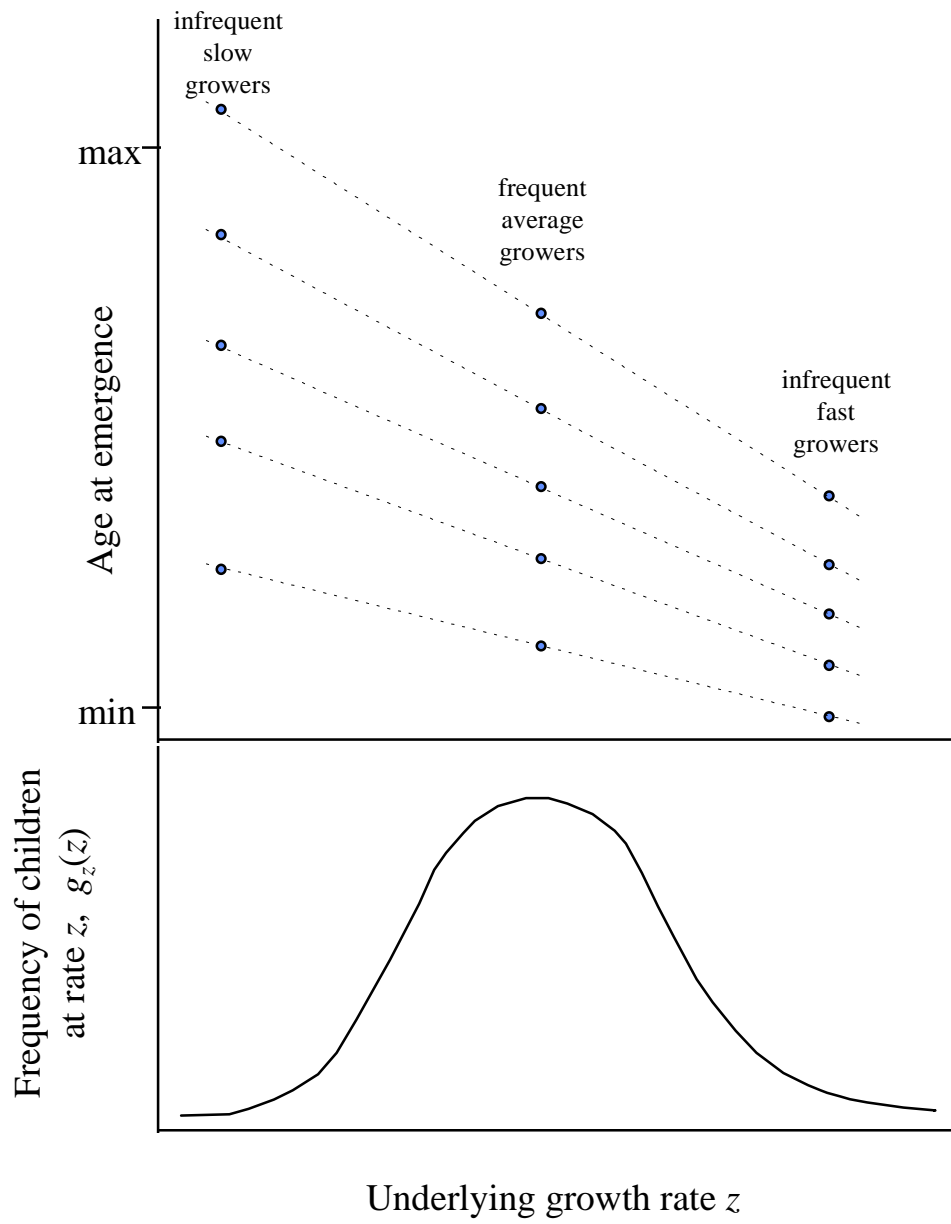 infrequent
slow
growers
max
frequent
average
growers
Age at emergence
infrequent
fast
growers
min
Frequency of children
at rate z, g_z(z)
Underlying growth rate z